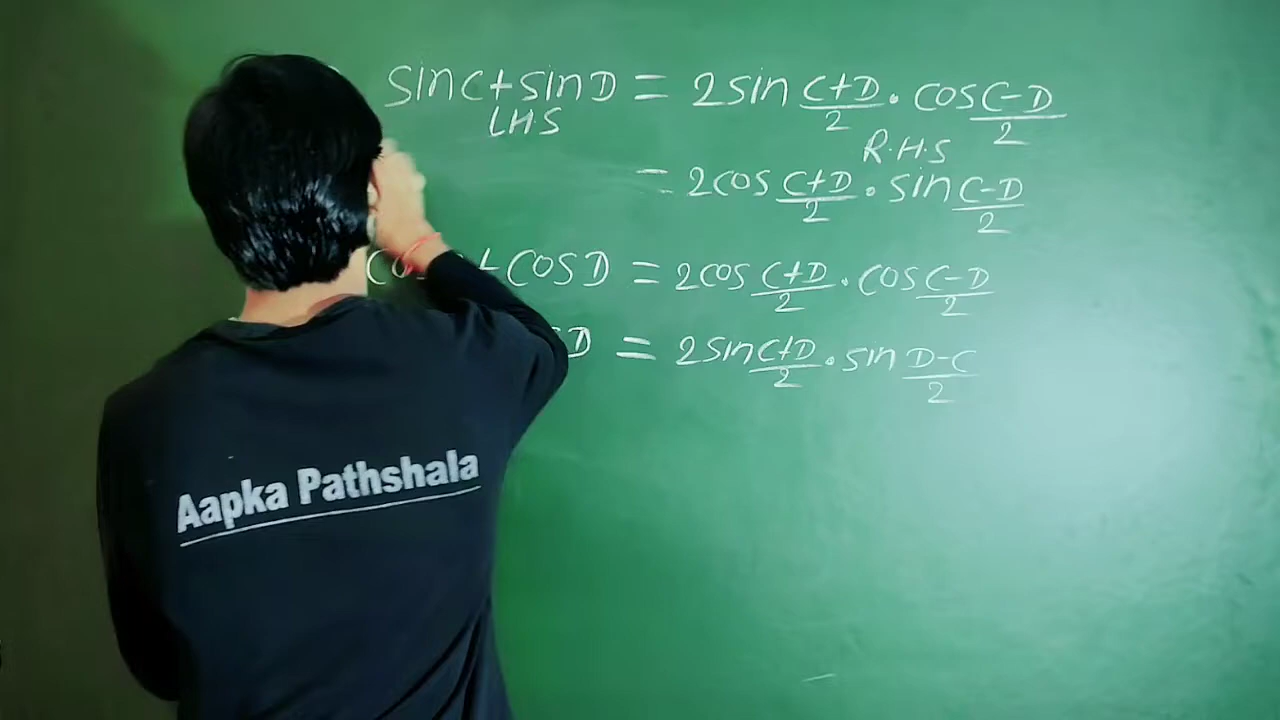 sinC+sinD = 2sin C+D/2 . cos C-D/2
LHS
R.H.S
= 2cos C+D/2 . sin C-D/2
+ COSD = 2cos C+D/2 . cos C-D/2
D = 2sin C+D/2 . sin D-C/2
Aapka Pathshala